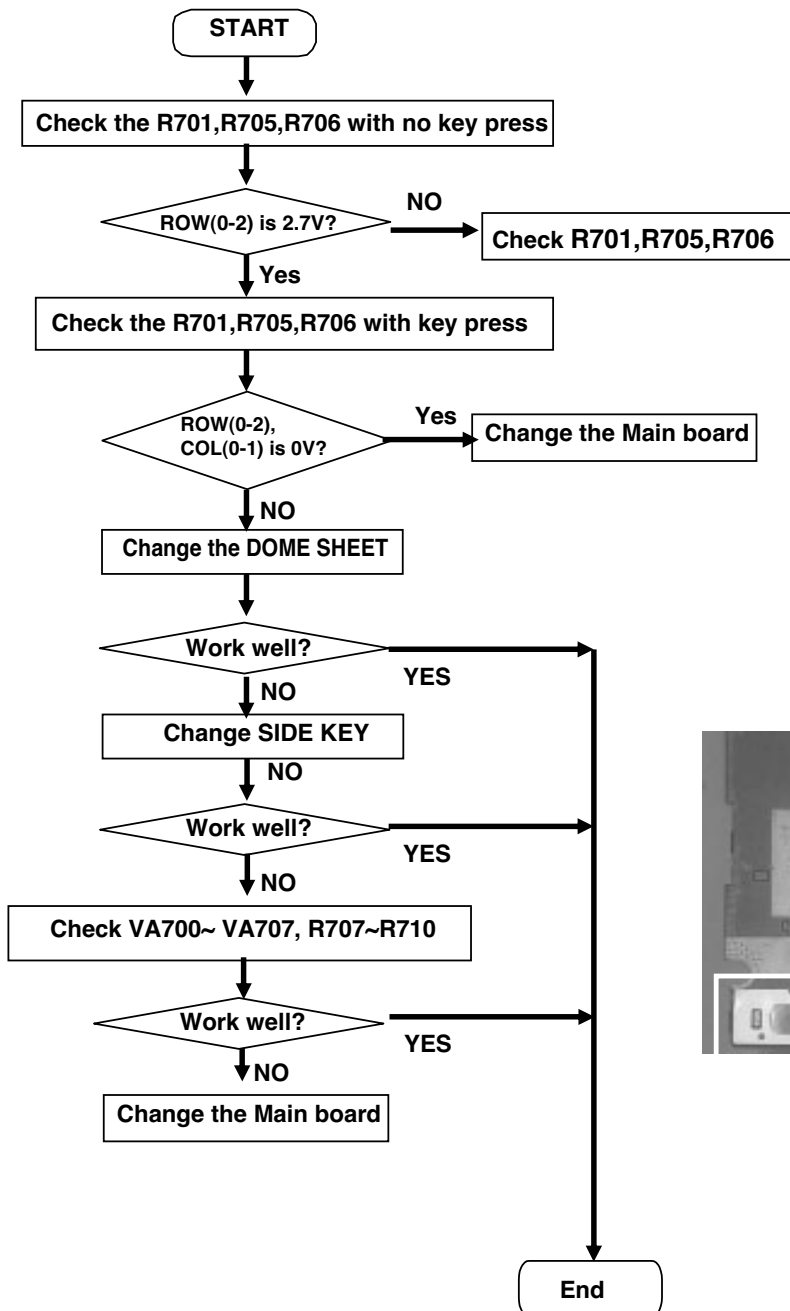 START
Check the R701,R705,R706 with no key press
ROW(0-2) is 2.7V?
NO
Check R701,R705,R706
Yes
Check the R701,R705,R706 with key press
ROW(0-2),
COL(0-1) is 0V?
Yes
Change the Main board
NO
Change the DOME SHEET
Work well?
YES
NO
Change SIDE KEY
NO
Work well?
YES
NO
Check VA700~ VA707, R707~R710
Work well?
YES
NO
Change the Main board
End